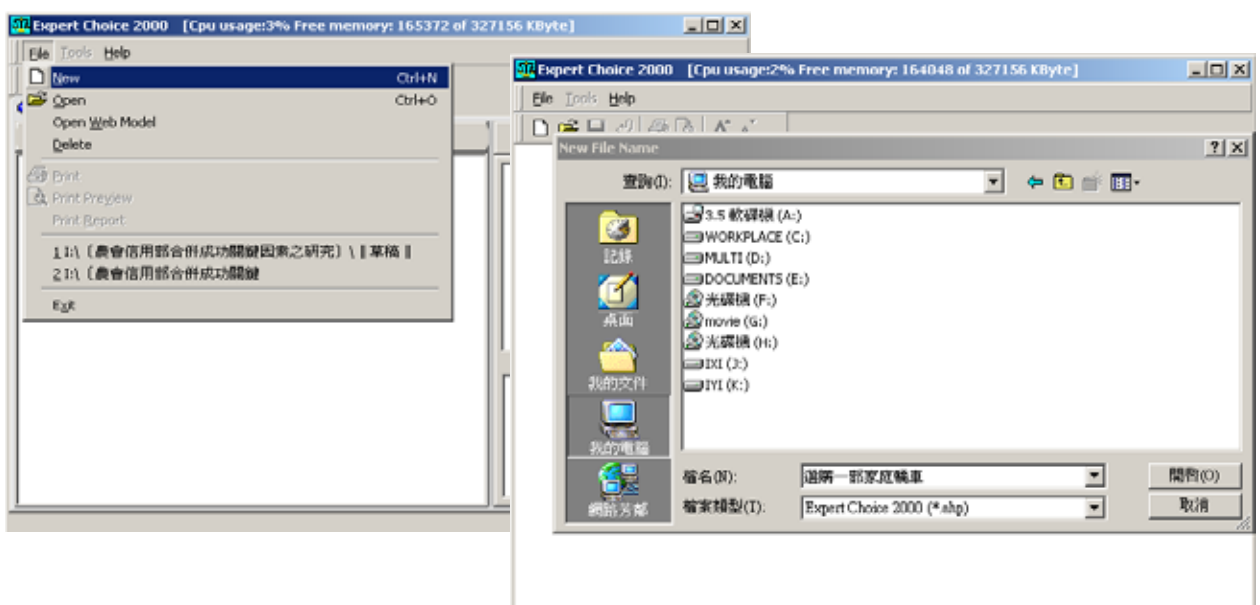 Expert Choice 2000 [Cpu usage:3% Free memory: 165372 of 327156 KByte]
File Tools Help
New Ctrl+N
Open Ctrl+O
Open Web Model
Delete
Print
Print Preview
Print Report
1 I:\〔農會信用部合併成功關鍵因素之研究〕\∥草稿∥
2 I:\〔農會信用部合併成功關鍵
Exit
Expert Choice 2000 [Cpu usage:2% Free memory: 164048 of 327156 KByte]
File Tools Help
New File Name
查詢(I): 我的電腦
記錄
桌面
我的文件
我的電腦
網路芳鄰
3.5 軟碟機 (A:)
WORKPLACE (C:)
MULTI (D:)
DOCUMENTS (E:)
光碟機 (F:)
movie (G:)
光碟機 (H:)
IXI (J:)
IYI (K:)
檔名(N): 選購一部家庭轎車 開啟(O)
檔案類型(T): Expert Choice 2000 (*.ahp) 取消